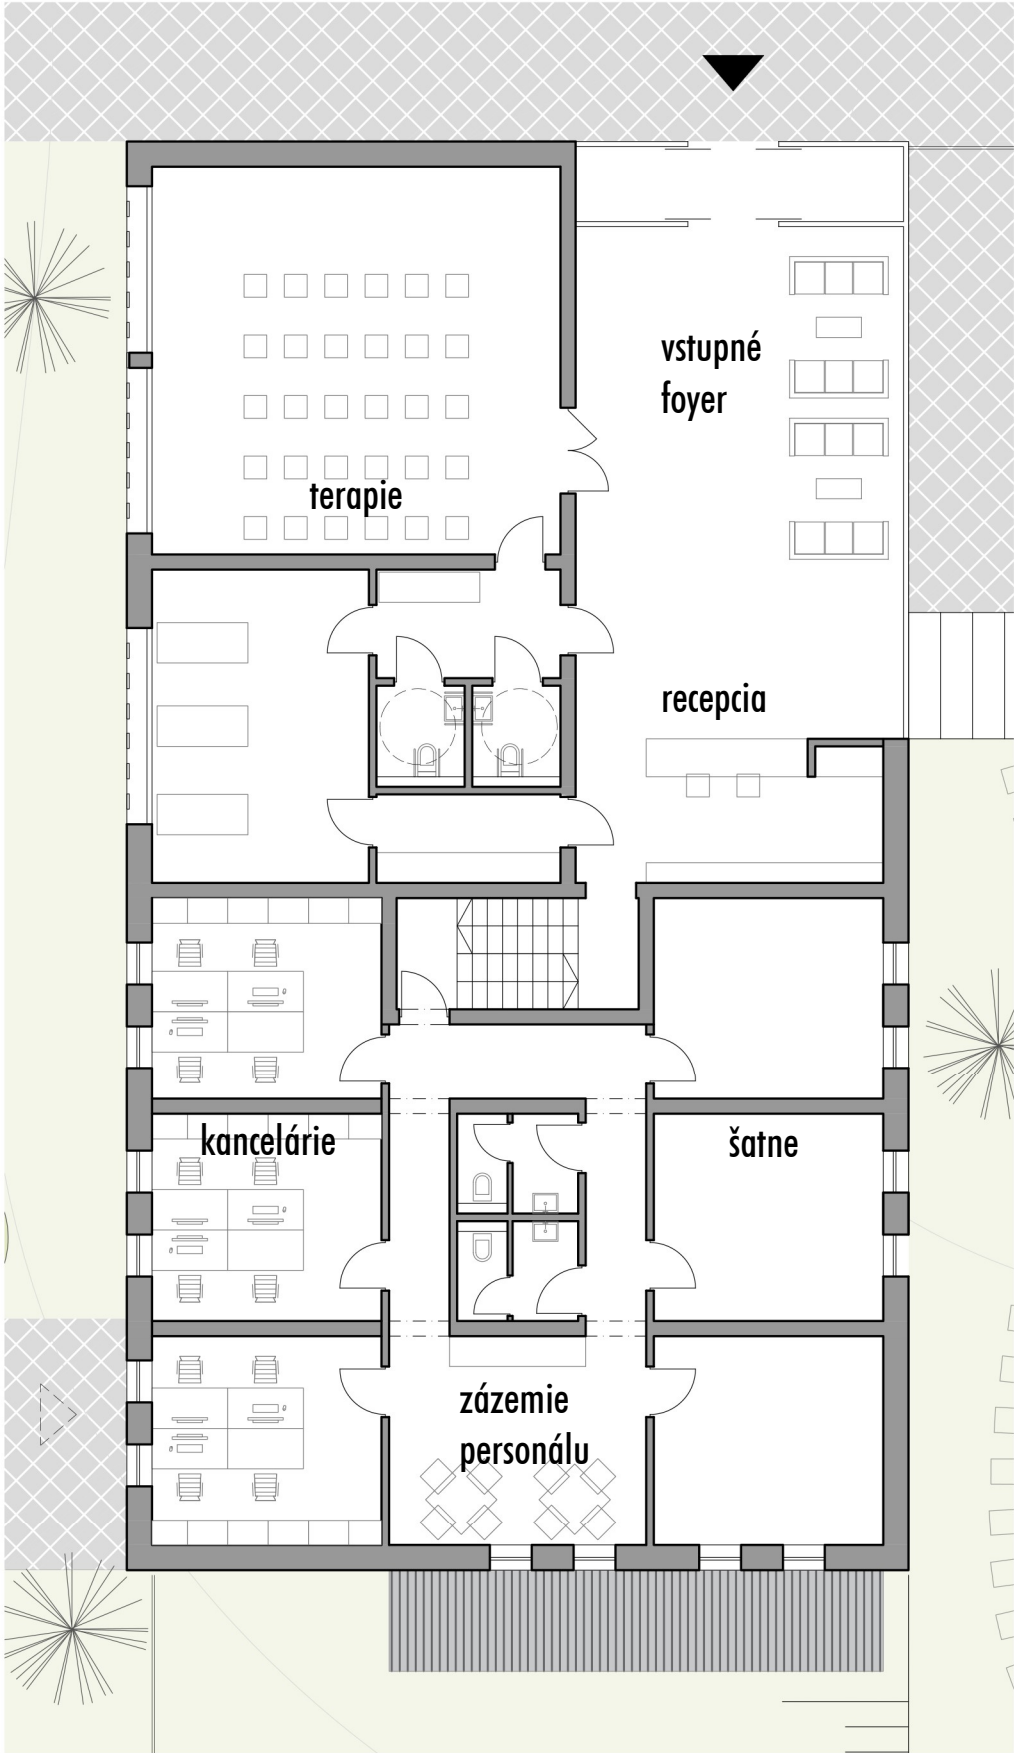 vstupné
foyer
terapie
recepcia
kancelárie
šatne
zázemie
personálu